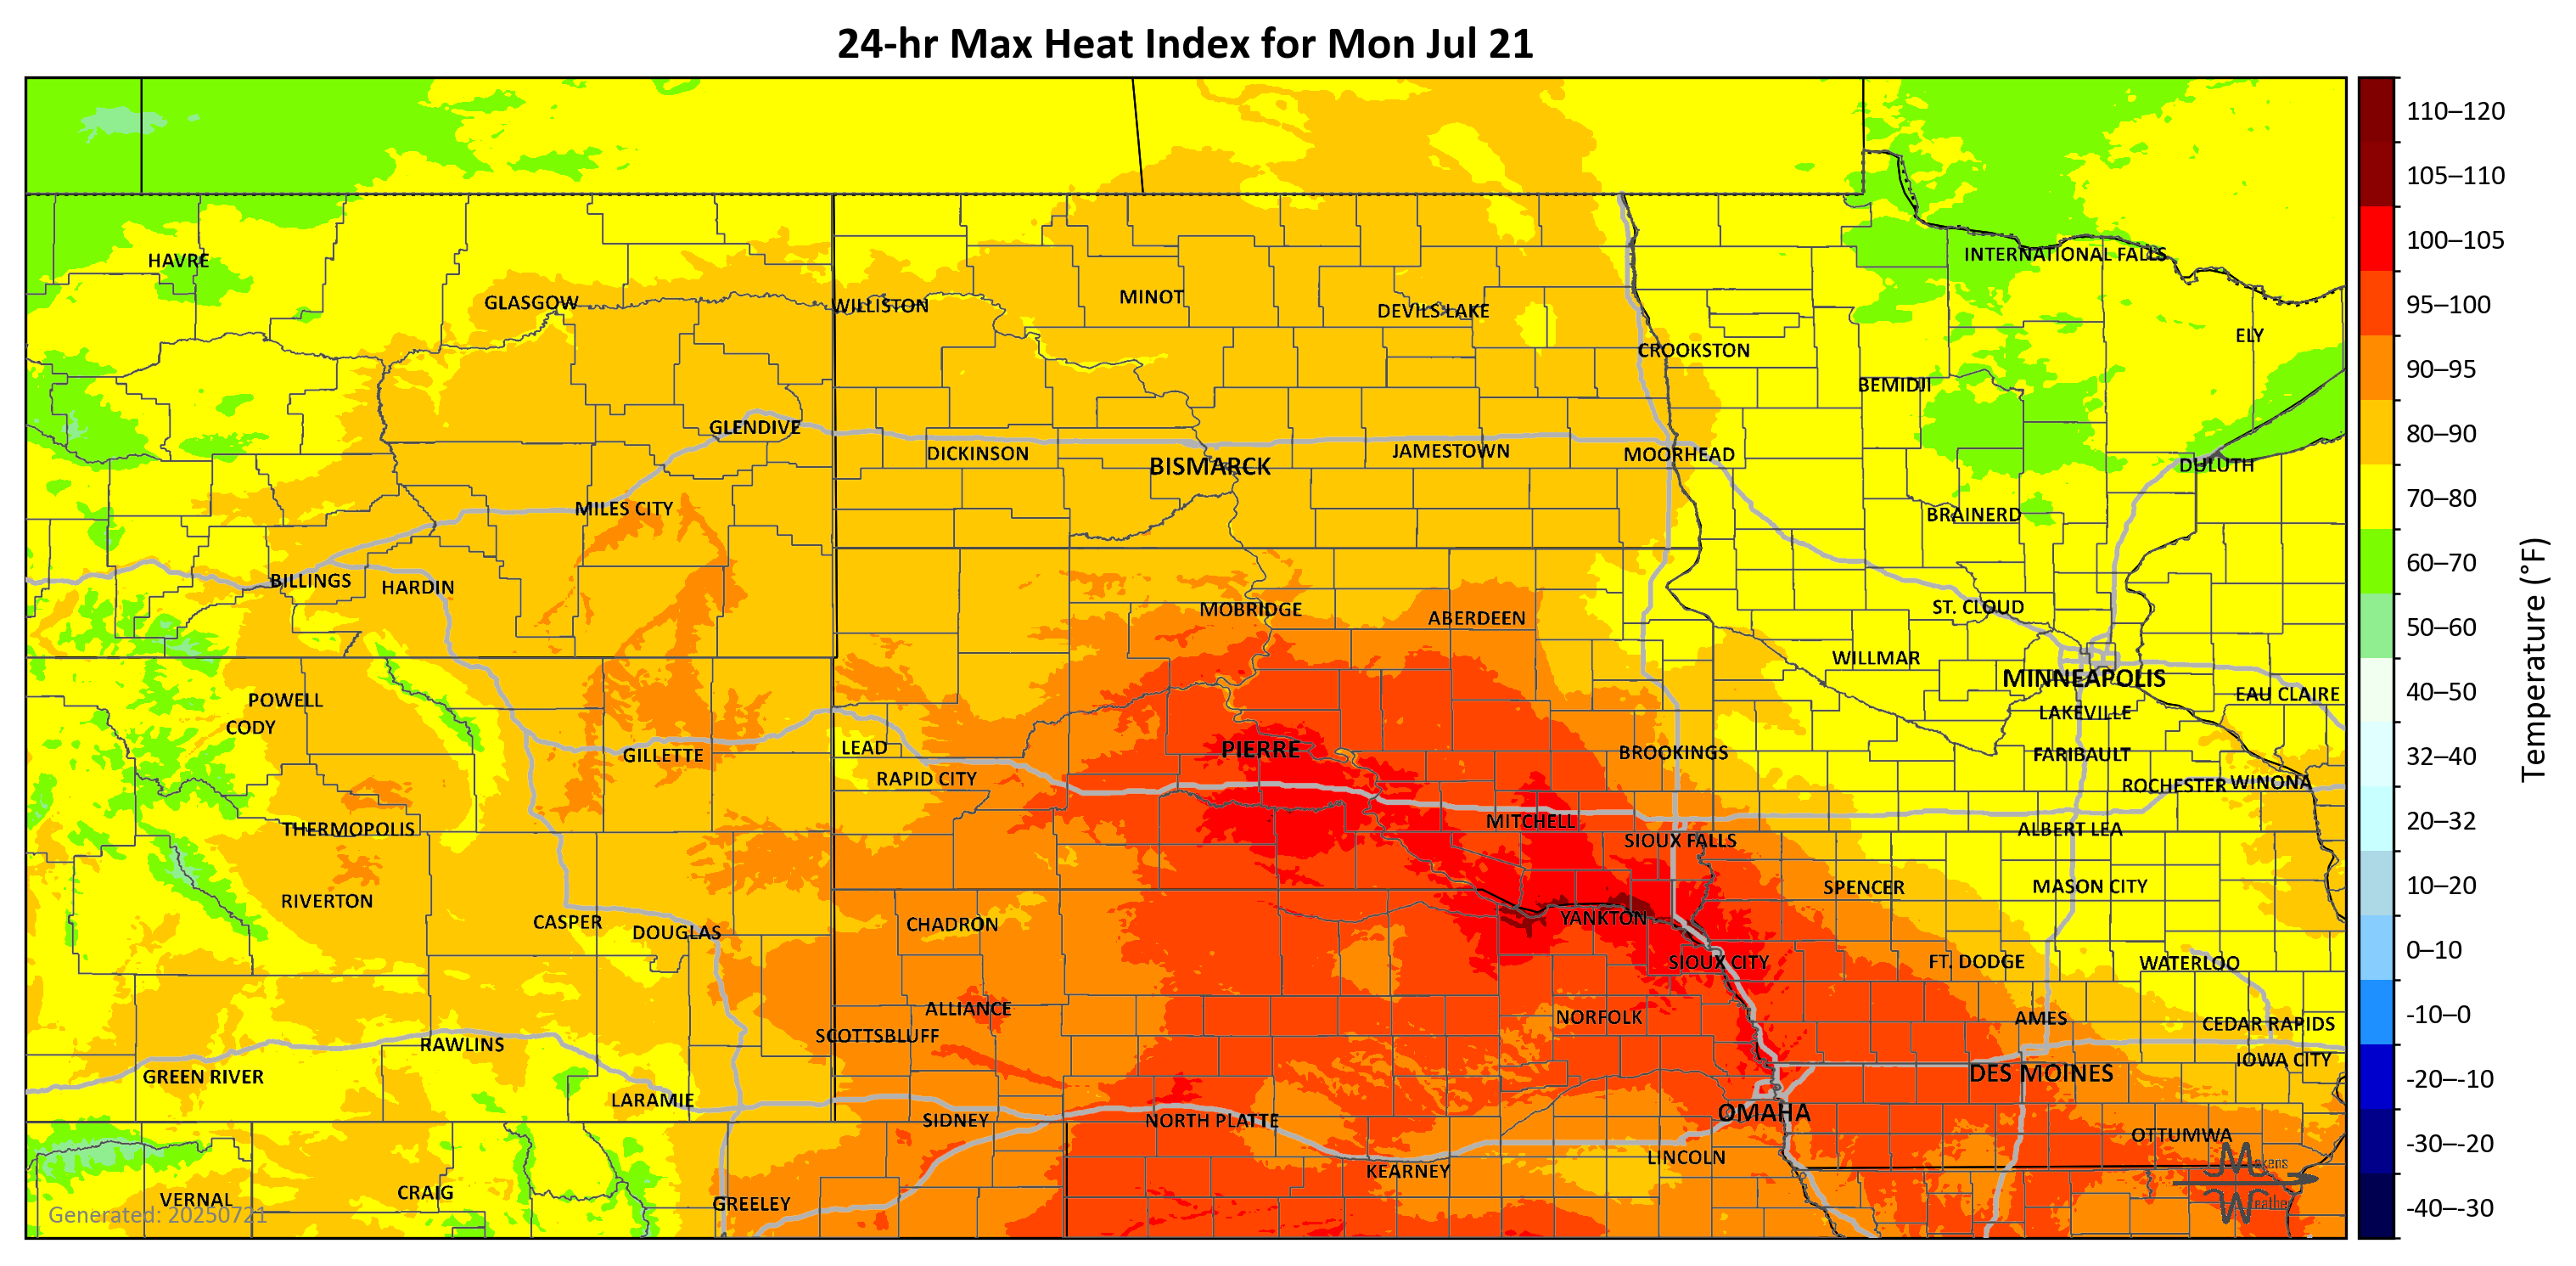 24-hr Max Heat Index for Mon Jul 21
110–120
105–110
100–105
95–100
90–95
80–90
70–80
60–70
50–60
40–50
32–40
20–32
10–20
0–10
-10–0
-20–-10
-30–-20
-40–-30
Temperature (°F)
HAVRE
INTERNATIONAL FALLS
GLASGOW
WILLISTON
MINOT
DEVILS LAKE
ELY
CROOKSTON
BEMIDJI
GLENDIVE
DICKINSON
BISMARCK
JAMESTOWN
MOORHEAD
DULUTH
MILES CITY
BRAINERD
BILLINGS
HARDIN
MOBRIDGE
ABERDEEN
ST. CLOUD
WILLMAR
MINNEAPOLIS
EAU CLAIRE
POWELL
CODY
LAKEVILLE
GILLETTE
LEAD
PIERRE
BROOKINGS
FARIBAULT
RAPID CITY
ROCHESTER
WINONA
THERMOPOLIS
MITCHELL
SIOUX FALLS
ALBERT LEA
RIVERTON
SPENCER
MASON CITY
CASPER
DOUGLAS
CHADRON
YANKTON
SIOUX CITY
FT. DODGE
WATERLOO
ALLIANCE
NORFOLK
AMES
CEDAR RAPIDS
SCOTTSBLUFF
RAWLINS
IOWA CITY
GREEN RIVER
DES MOINES
LARAMIE
SIDNEY
NORTH PLATTE
OMAHA
OTTUMWA
KEARNEY
LINCOLN
VERNAL
CRAIG
GREELEY
Makens
Weather
Generated: 20250721